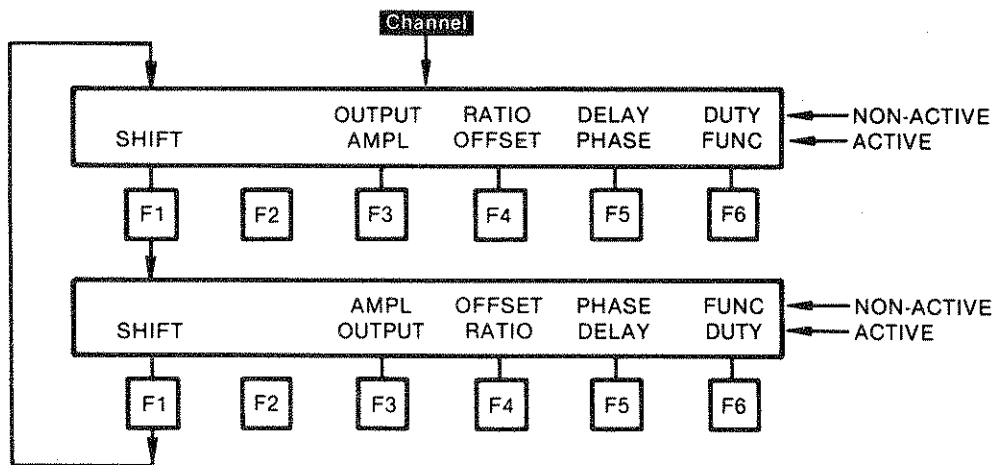 Channel
OUTPUT RATIO DELAY DUTY NON-ACTIVE
SHIFT AMPL OFFSET PHASE FUNC ACTIVE
F1 F2 F3 F4 F5 F6
AMPL OFFSET PHASE FUNC NON-ACTIVE
SHIFT OUTPUT RATIO DELAY DUTY ACTIVE
F1 F2 F3 F4 F5 F6